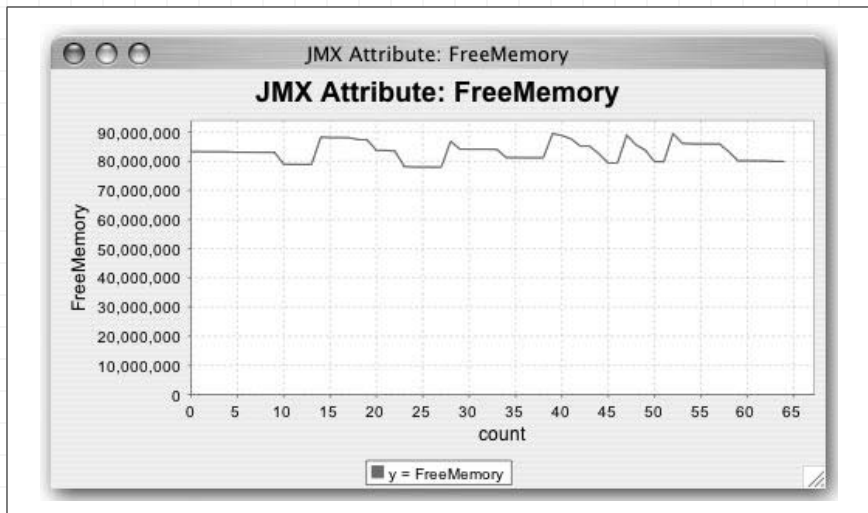 JMX Attribute: FreeMemory
JMX Attribute: FreeMemory
FreeMemory
90,000,000
80,000,000
70,000,000
60,000,000
50,000,000
40,000,000
30,000,000
20,000,000
10,000,000
0
0 5 10 15 20 25 30 35 40 45 50 55 60 65
count
y = FreeMemory